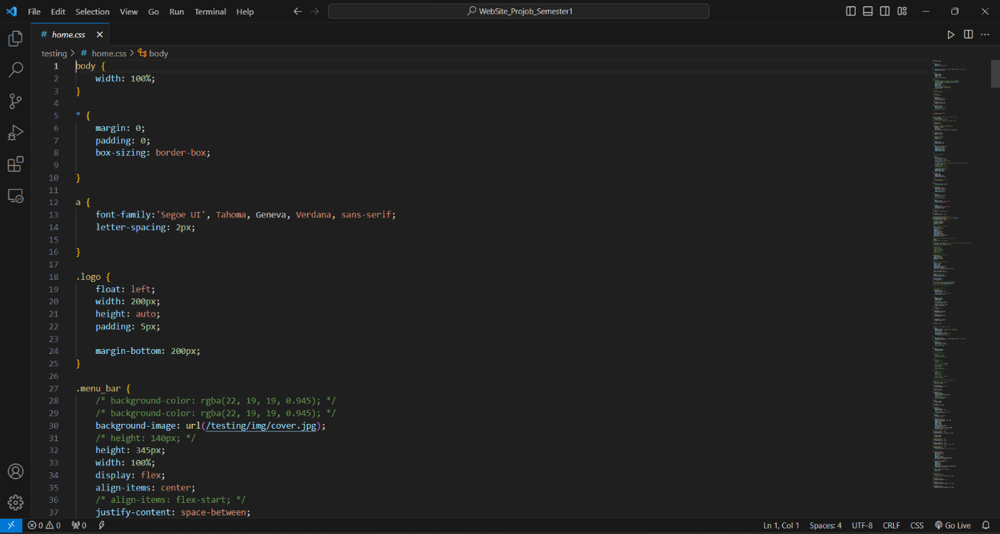 File Edit Selection View Go Run Terminal Help WebSite_Projob_Semester1
# home.css
testing > # home.css > body
1 body {
2     width: 100%;
3 }
4
5 * {
6     margin: 0;
7     padding: 0;
8     box-sizing: border-box;
9
10 }
11
12 a {
13     font-family:'Segoe UI', Tahoma, Geneva, Verdana, sans-serif;
14     letter-spacing: 2px;
15
16 }
17
18 .logo {
19     float: left;
20     width: 200px;
21     height: auto;
22     padding: 5px;
23
24     margin-bottom: 200px;
25 }
26
27 .menu_bar {
28     /* background-color: rgba(22, 19, 19, 0.945); */
29     /* background-color: rgba(22, 19, 19, 0.945); */
30     background-image: url(/testing/img/cover.jpg);
31     /* height: 140px; */
32     height: 345px;
33     width: 100%;
34     display: flex;
35     align-items: center;
36     /* align-items: flex-start; */
37     justify-content: space-between;
0 0 0 Ln 1, Col 1 Spaces: 4 UTF-8 CRLF CSS Go Live